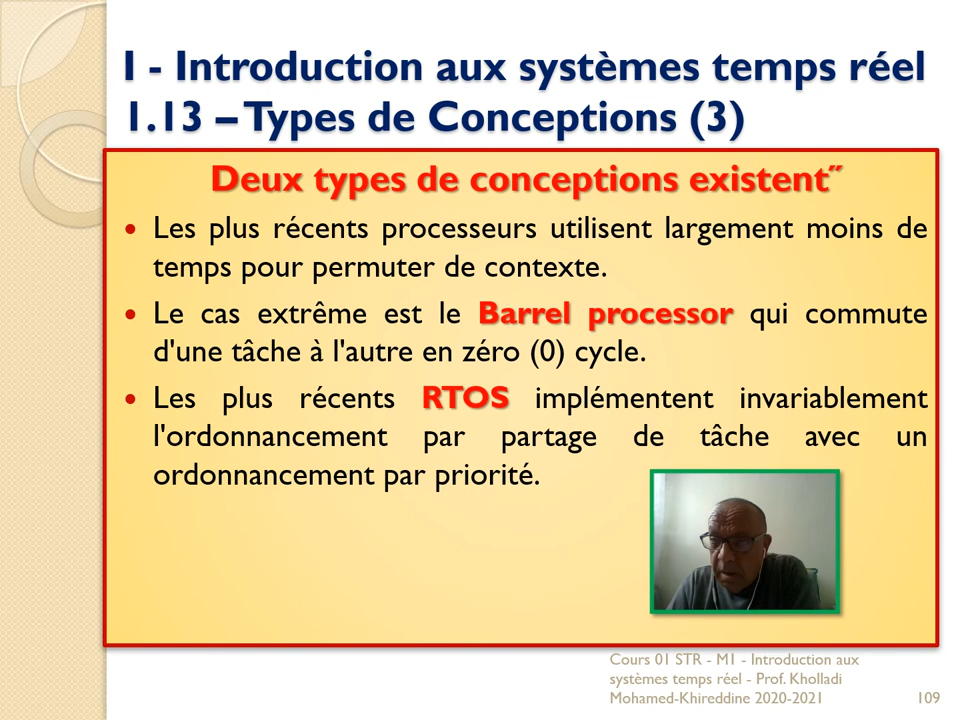 I - Introduction aux systèmes temps réel
1.13 – Types de Conceptions (3)
Deux types de conceptions existent˝
• Les plus récents processeurs utilisent largement moins de
temps pour permuter de contexte.
• Le cas extrême est le Barrel processor qui commute
d'une tâche à l'autre en zéro (0) cycle.
• Les plus récents RTOS implémentent invariablement
l'ordonnancement par partage de tâche avec un
ordonnancement par priorité.
Cours 01 STR - M1 - Introduction aux
systèmes temps réel - Prof. Kholladi
Mohamed-Khireddine 2020-2021 109